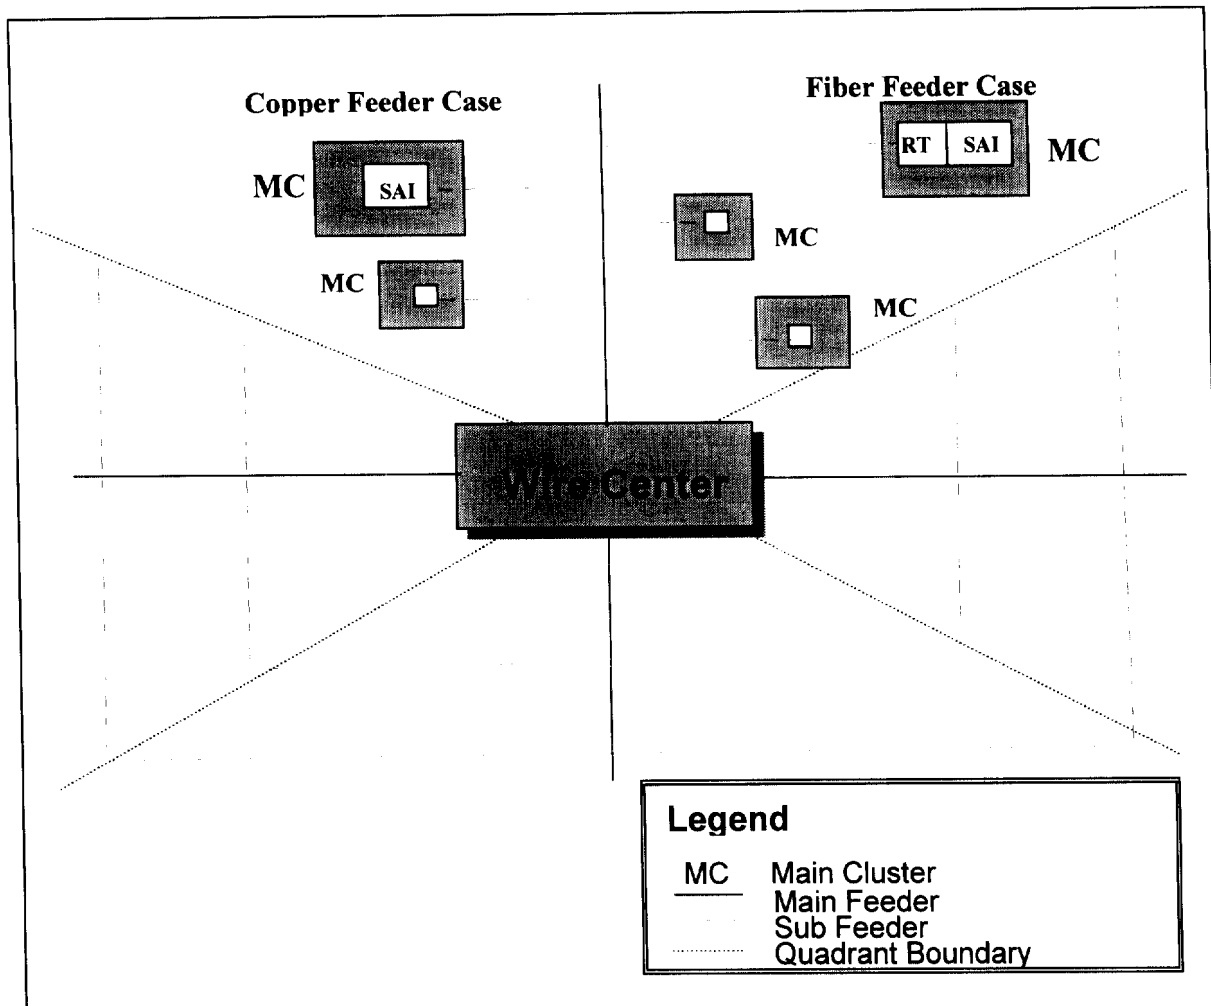 Copper Feeder Case
Fiber Feeder Case
MC
SAI
RT
SAI
MC
MC
MC
MC
Wire Center
Legend
MC Main Cluster
Main Feeder
Sub Feeder
Quadrant Boundary